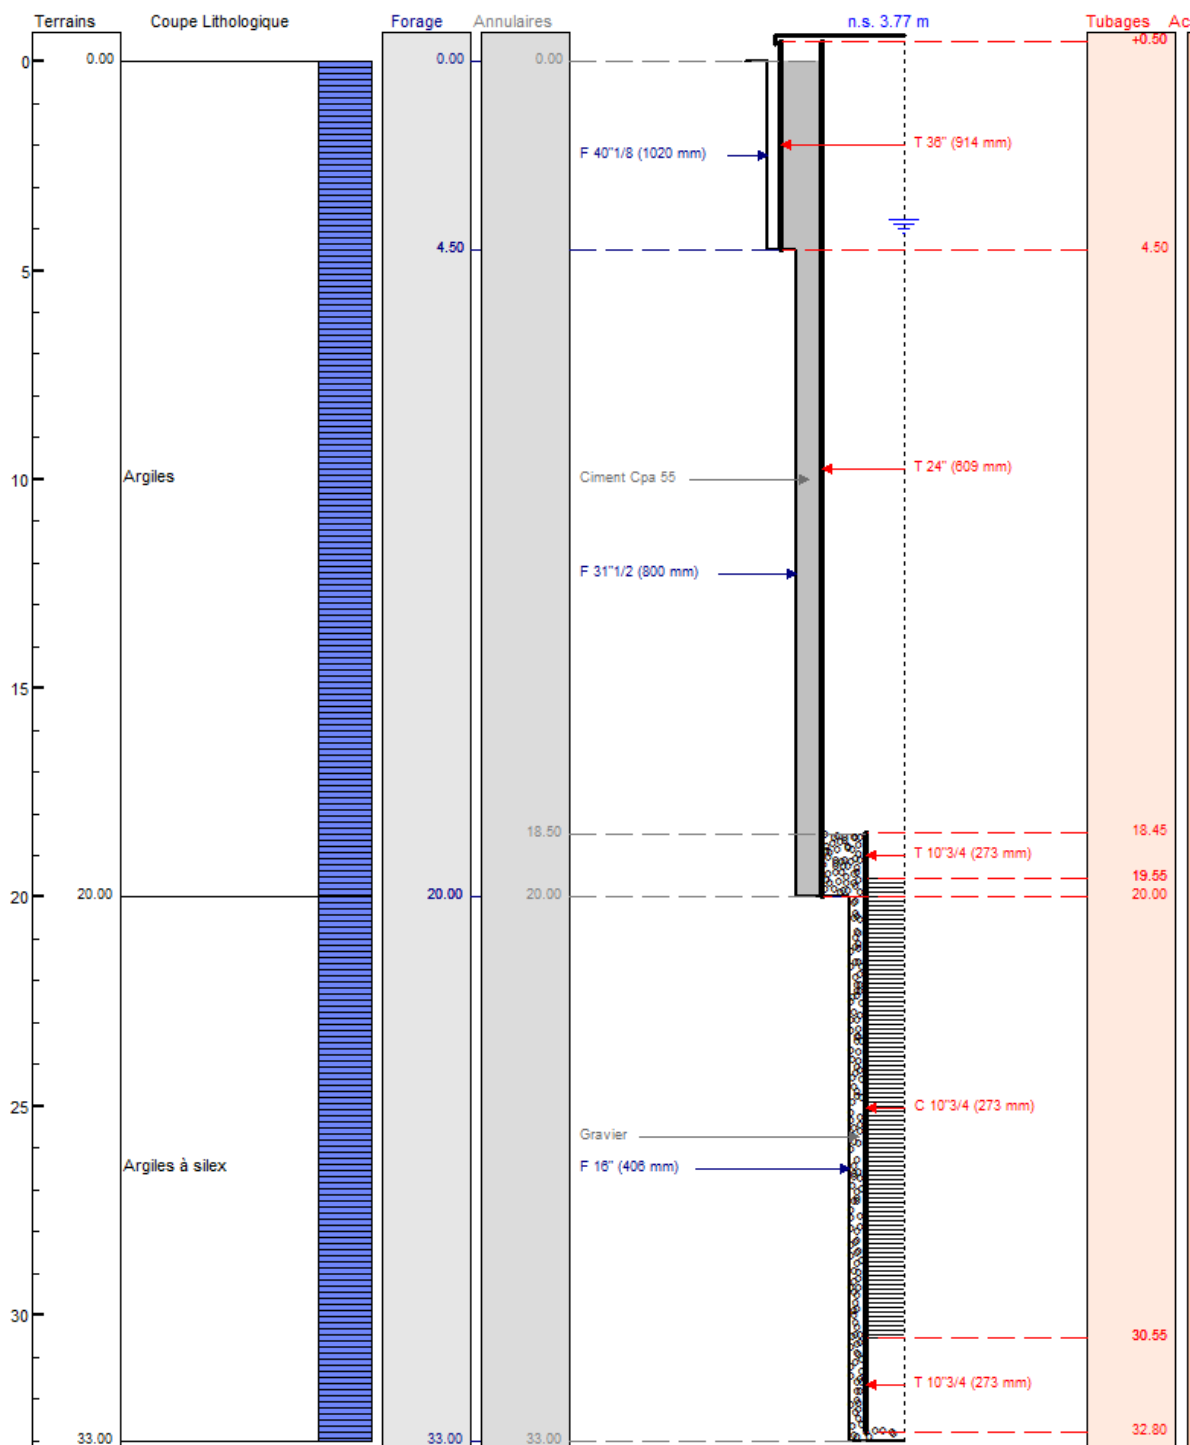 Terrains Coupe Lithologique Forage Annulaires n.s. 3.77 m Tubages Ac
+0.50
0 0.00 0.00 0.00
T 36" (914 mm)
F 40"1/8 (1020 mm)
4.50 4.50
5
T 24" (609 mm)
10 Argiles Ciment Cpa 55
F 31"1/2 (800 mm)
15
18.50 18.45
T 10"3/4 (273 mm)
19.55
20 20.00 20.00 20.00 20.00
25 C 10"3/4 (273 mm)
Gravier
Argiles à silex F 16" (406 mm)
30
30.55
T 10"3/4 (273 mm)
32.80
33.00 33.00 33.00